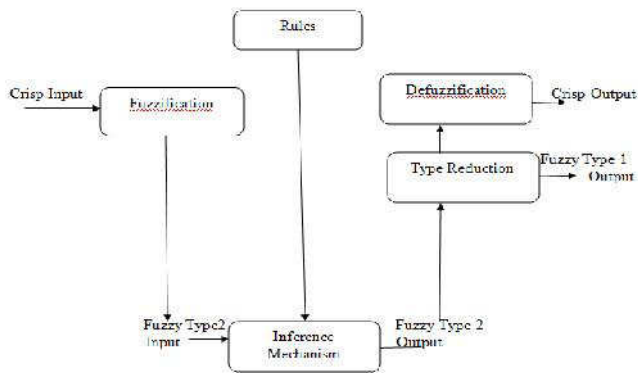 Rules
Crisp Input
Fuzzification
Defuzzification
Crisp Output
Type Reduction
Fuzzy Type 1
Output
Fuzzy Type2
Input
Inference
Mechanism
Fuzzy Type 2
Output